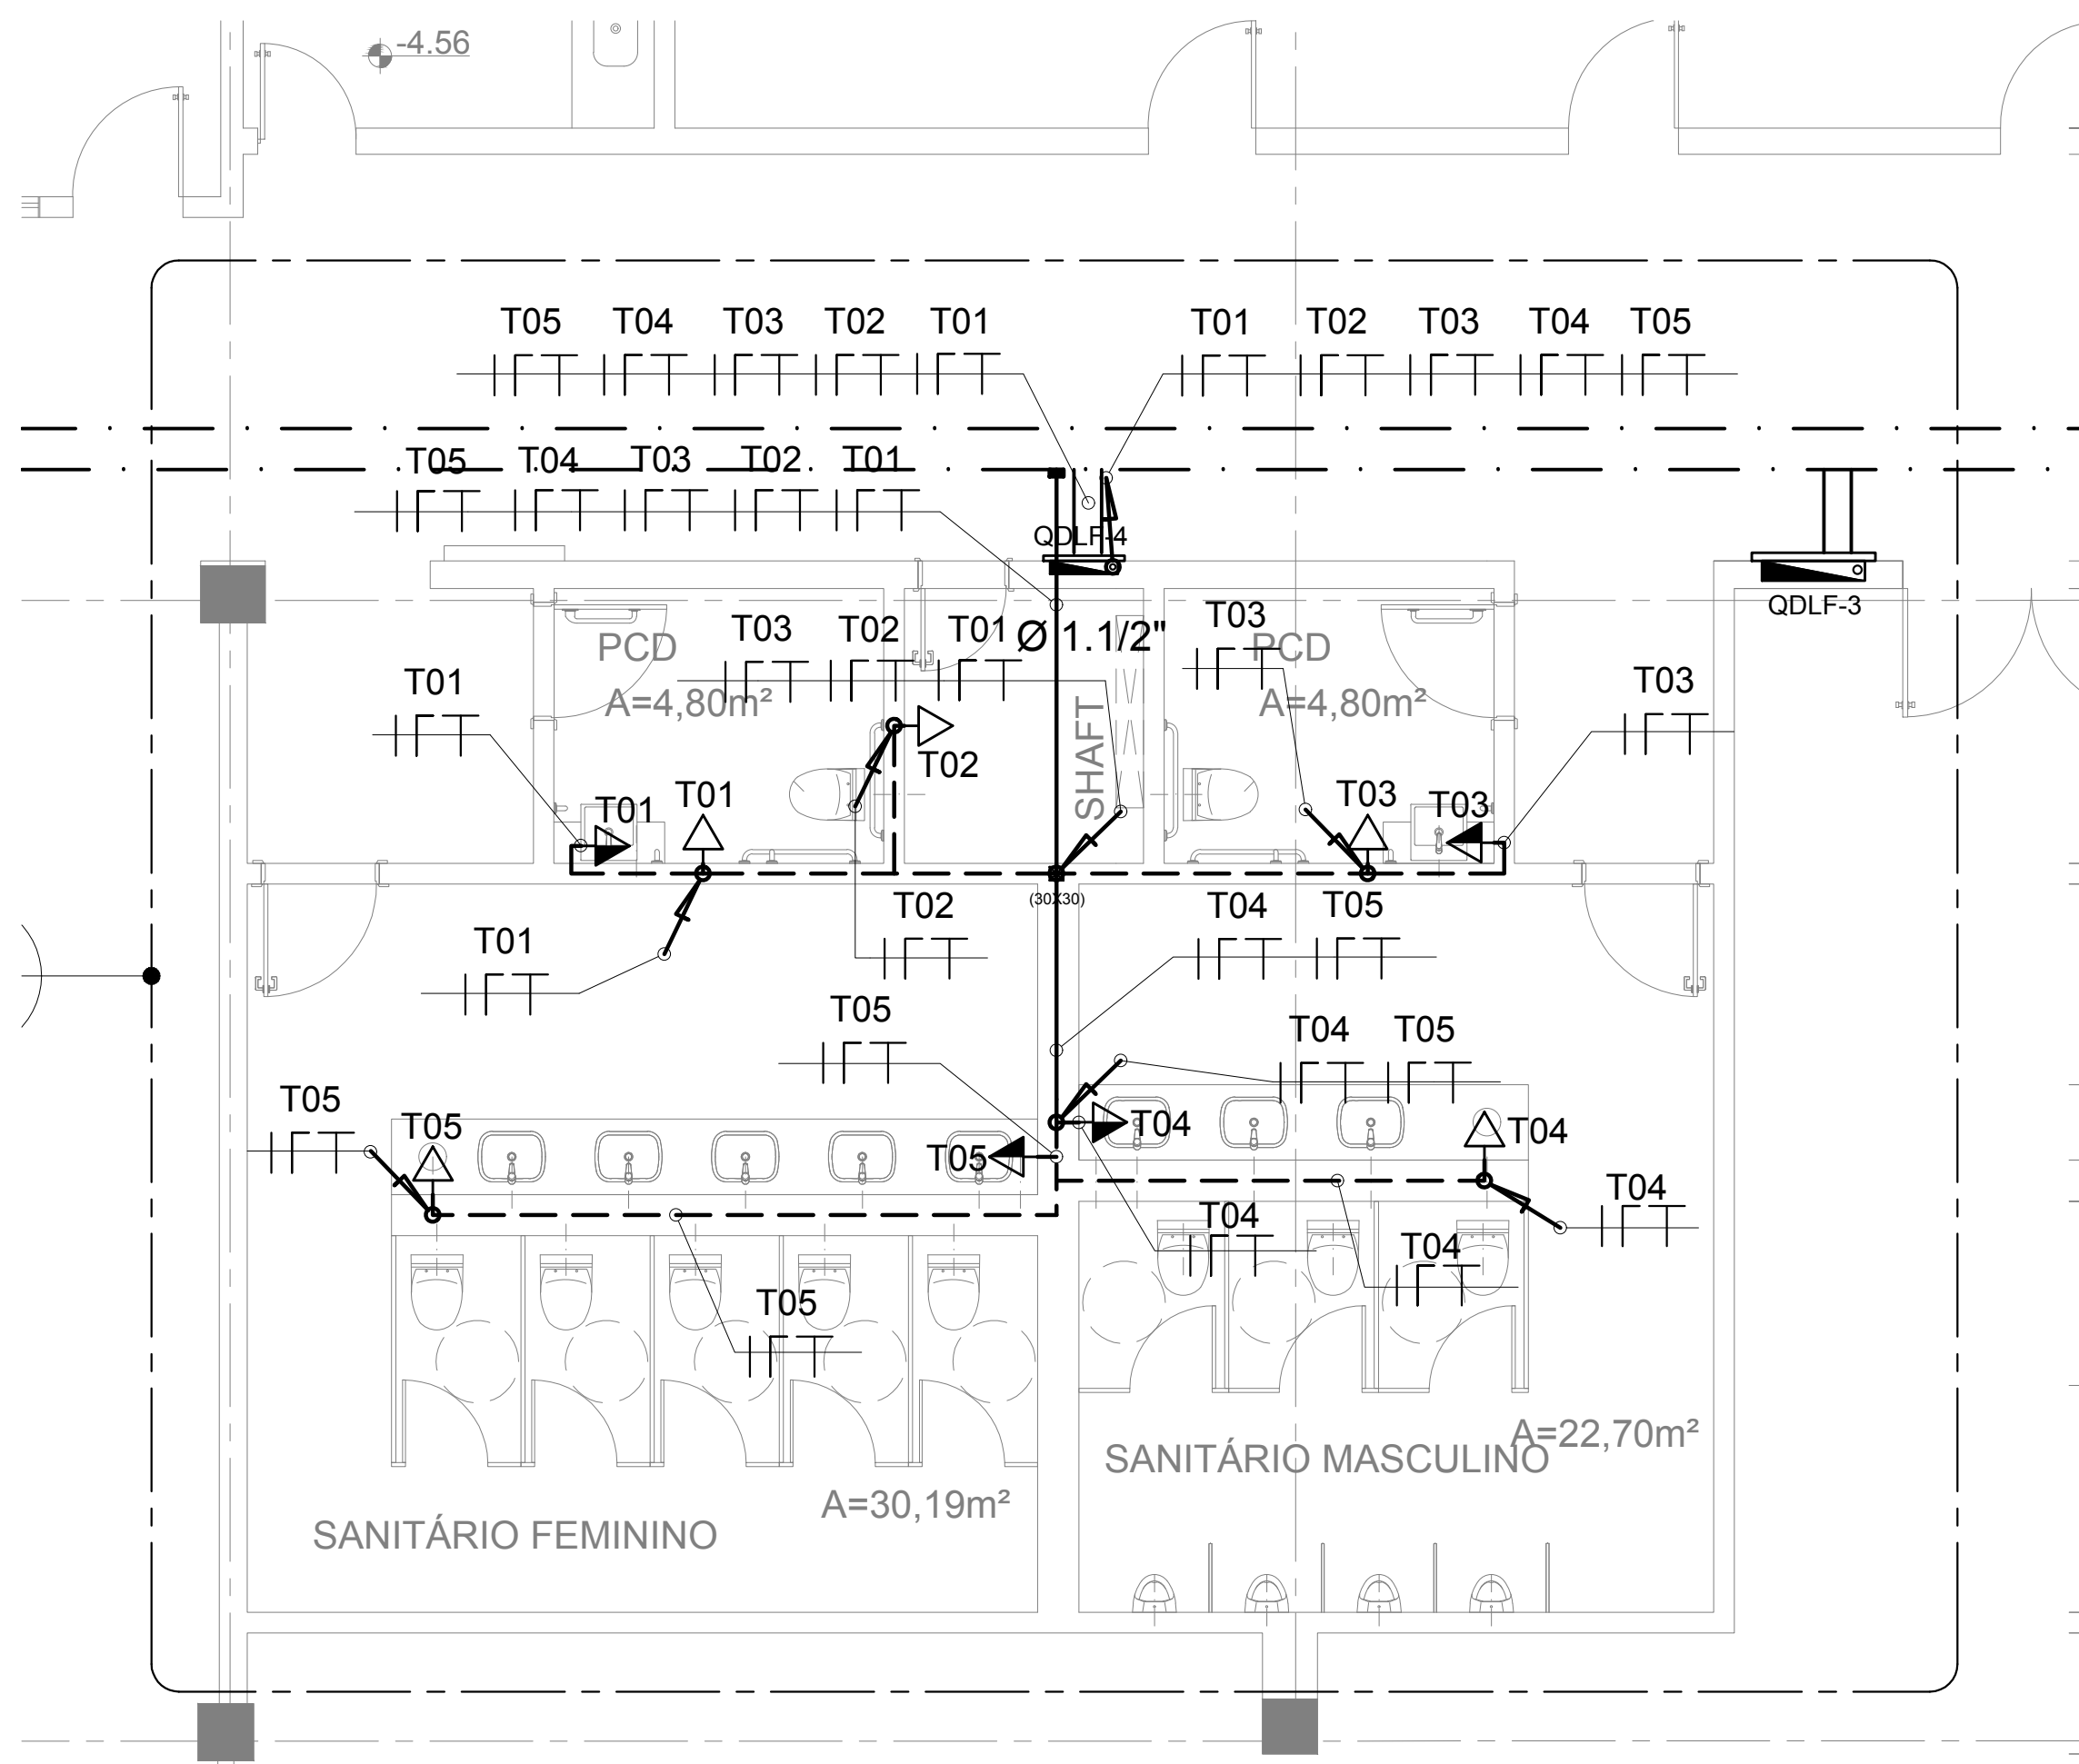 -4.56
T05 T04 T03 T02 T01 T01 T02 T03 T04 T05
T05 T04 T03 T02 T01
QDLF-4
QDLF-3
T03 T02 T01 Ø 1.1/2" T03
PCD PCD
T01 T03
A=4,80m² A=4,80m²
SHAFT
T02
T01 T01 T03 T03
(30X30)
T02 T04 T05
T01
T05 T04 T05
T05 T05 T04 T04
T05 T04
T04 T04
T05
A=22,70m²
SANITÁRIO MASCULINO
A=30,19m²
SANITÁRIO FEMININO